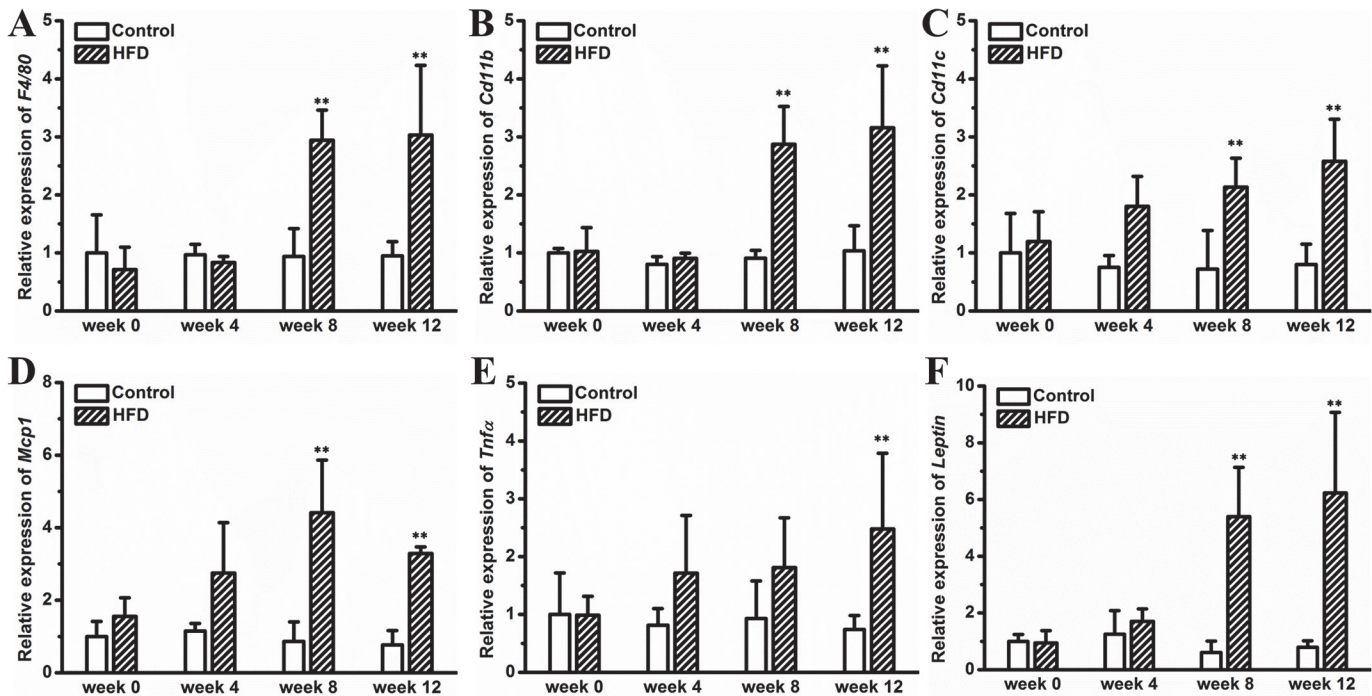 A
Relative expression of F4/80
5
4
3
2
1
0
Control
HFD
**
**
week 0 week 4 week 8 week 12
B
Relative expression of Cd11b
5
4
3
2
1
0
Control
HFD
**
**
week 0 week 4 week 8 week 12
C
Relative expression of Cd11c
5
4
3
2
1
0
Control
HFD
**
**
week 0 week 4 week 8 week 12
D
Relative expression of Mcp1
8
6
4
2
0
Control
HFD
**
**
week 0 week 4 week 8 week 12
E
Relative expression of Tnfα
5
4
3
2
1
0
Control
HFD
**
week 0 week 4 week 8 week 12
F
Relative expression of Leptin
10
8
6
4
2
0
Control
HFD
**
**
week 0 week 4 week 8 week 12